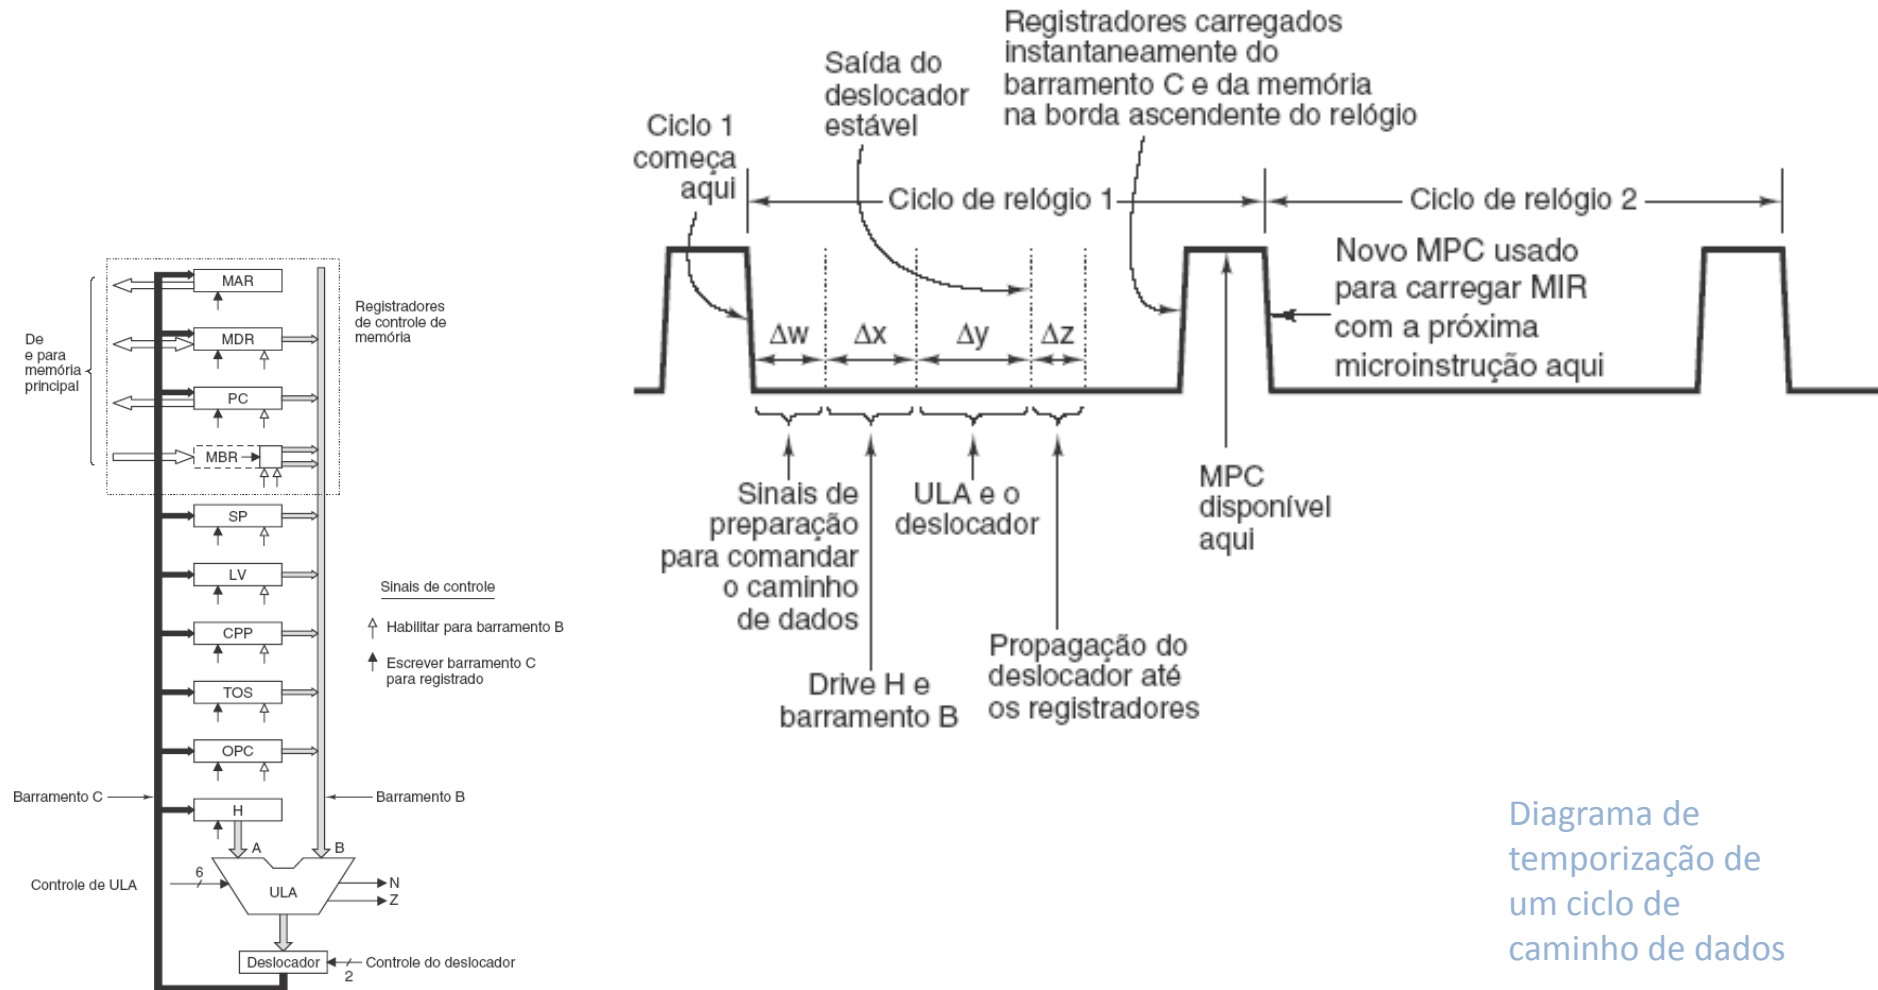 De
e para
memória
principal
MAR
MDR
PC
MBR
Registradores
de controle de
memória
SP
LV
CPP
TOS
OPC
H
Sinais de controle
Habilitar para barramento B
Escrever barramento C
para registrado
Barramento C
Barramento B
A
B
6
Controle de ULA
ULA
N
Z
Deslocador
2
Controle do deslocador
Ciclo 1
começa
aqui
Saída do
deslocador
estável
Registradores carregados
instantaneamente do
barramento C e da memória
na borda ascendente do relógio
Ciclo de relógio 1
Ciclo de relógio 2
Δw
Δx
Δy
Δz
Novo MPC usado
para carregar MIR
com a próxima
microinstrução aqui
Sinais de
preparação
para comandar
o caminho
de dados
Drive H e
barramento B
ULA e o
deslocador
Propagação do
deslocador até
os registradores
MPC
disponível
aqui
Diagrama de
temporização de
um ciclo de
caminho de dados